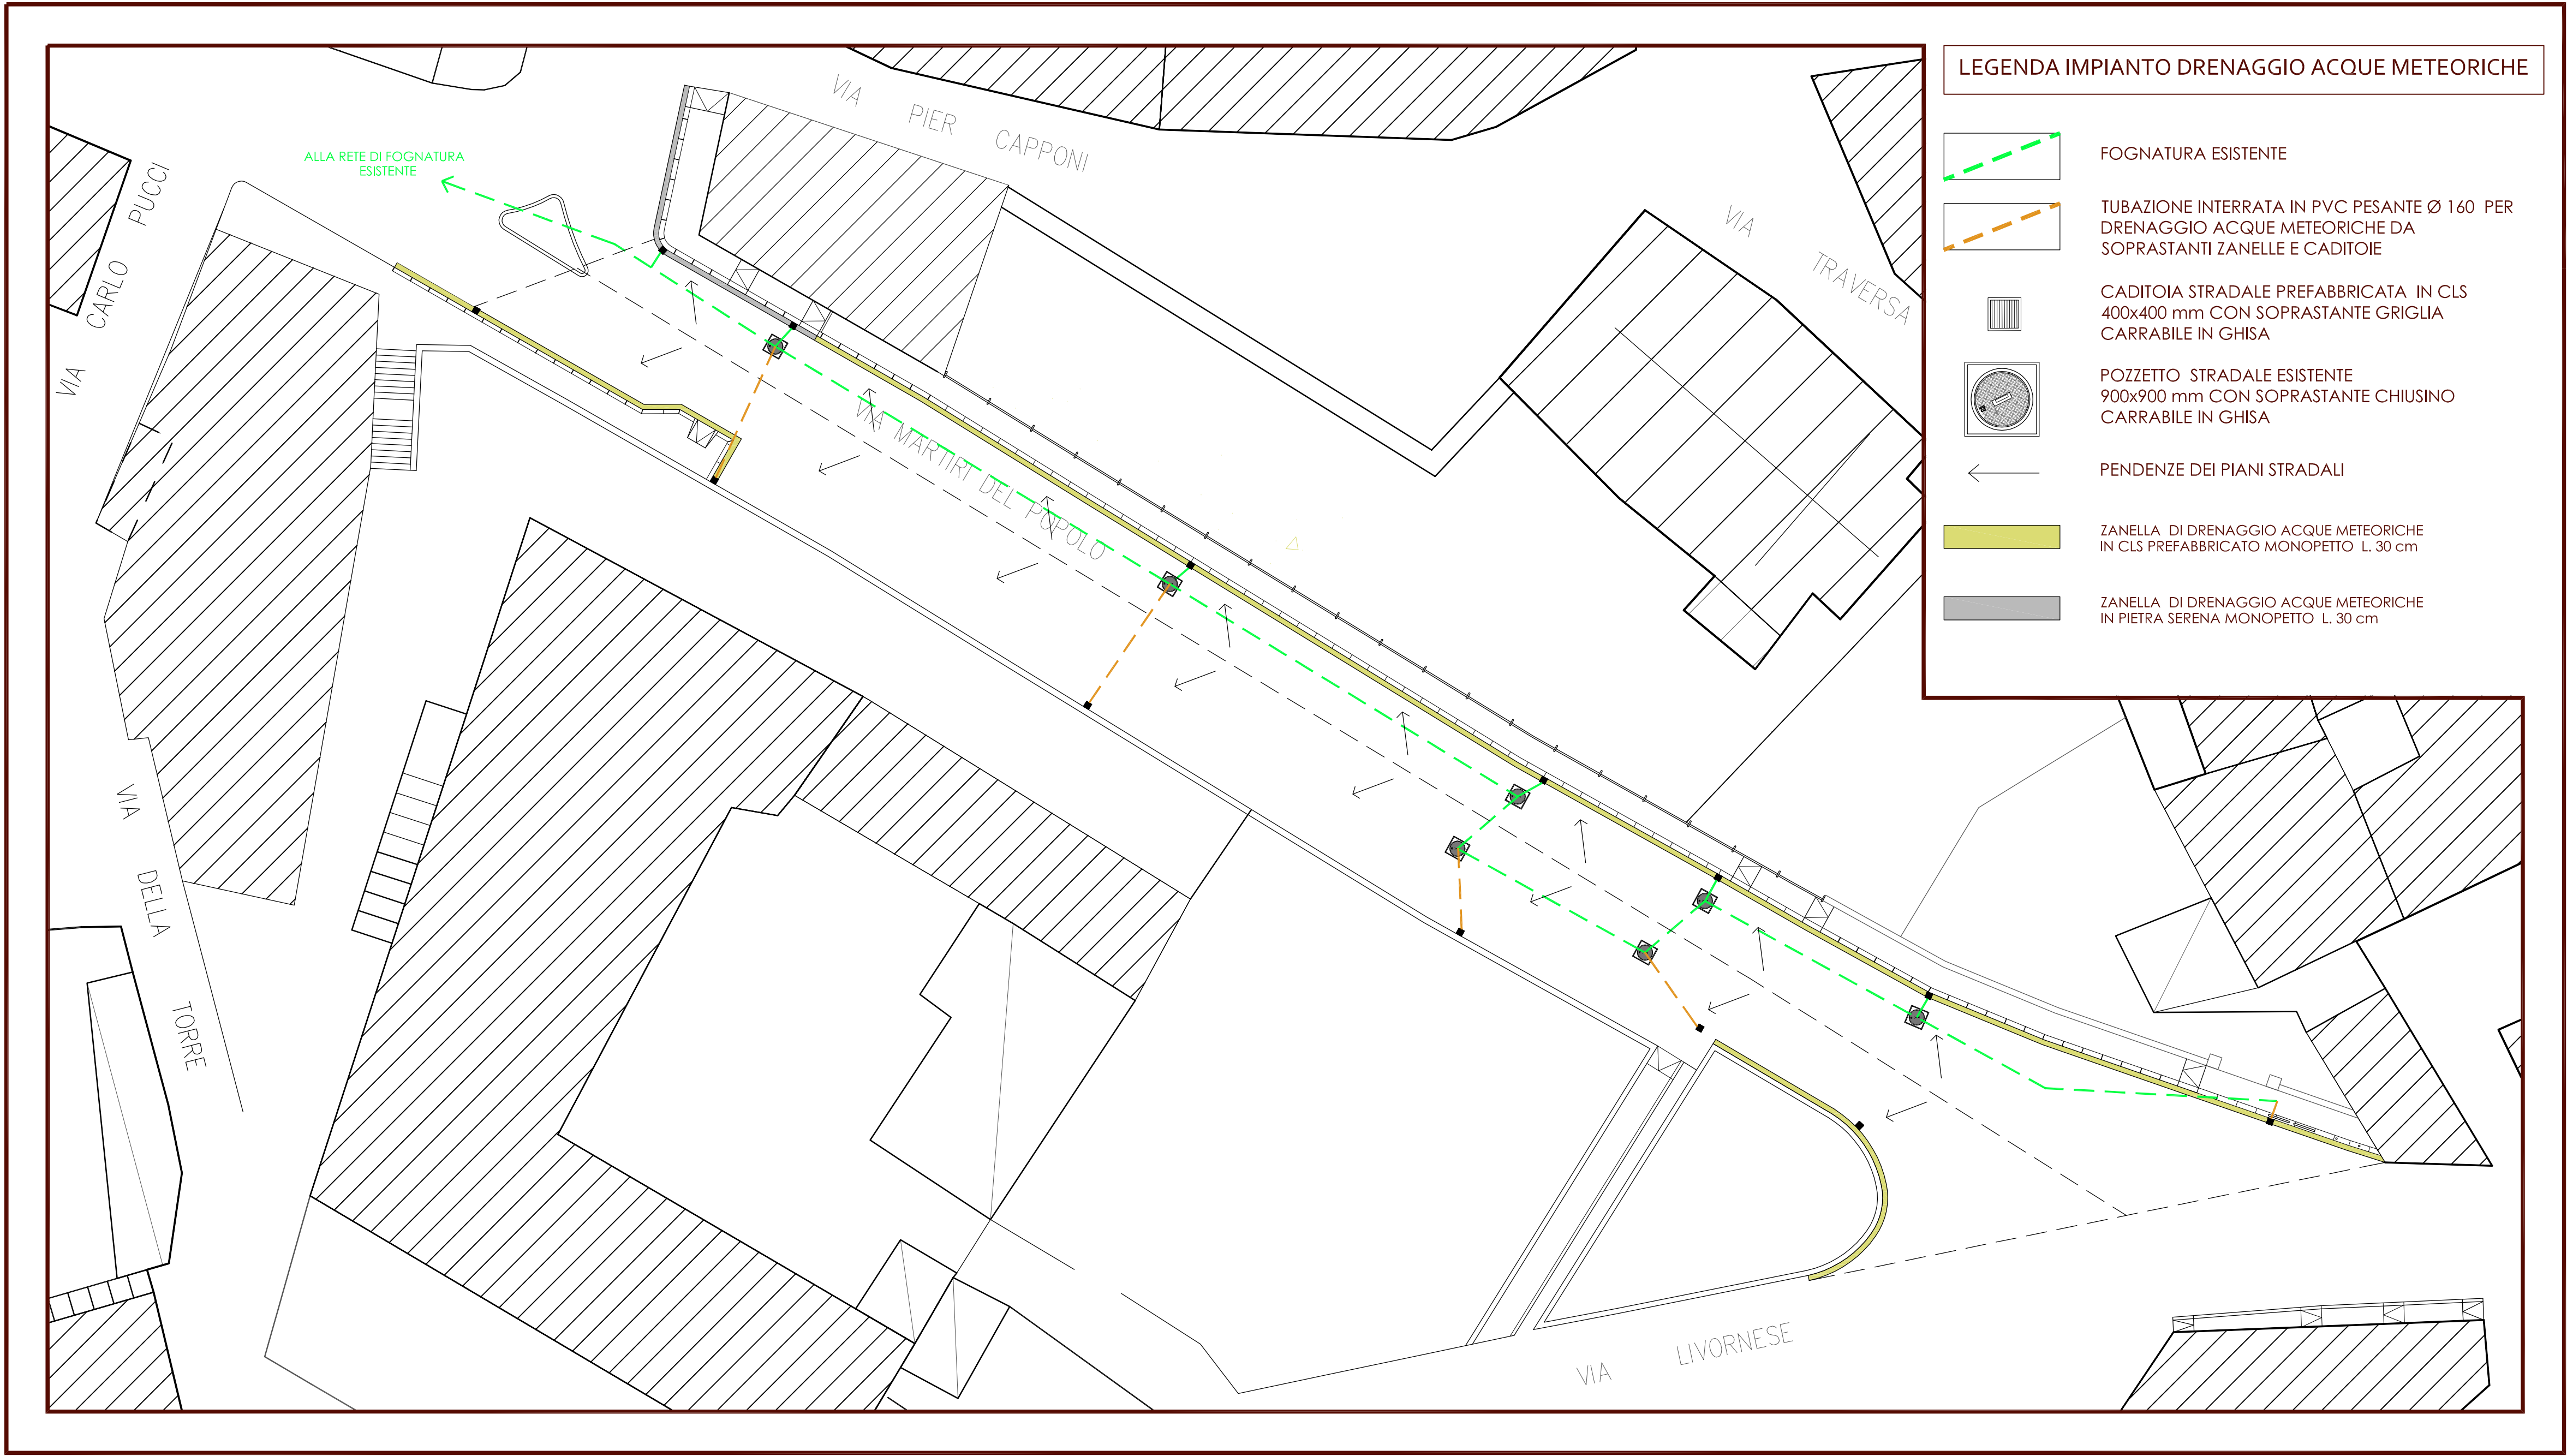 LEGENDA IMPIANTO DRENAGGIO ACQUE METEORICHE
FOGNATURA ESISTENTE
TUBAZIONE INTERRATA IN PVC PESANTE Ø 160 PER
DRENAGGIO ACQUE METEORICHE DA
SOPRASTANTI ZANELLE E CADITOIE
CADITOIA STRADALE PREFABBRICATA IN CLS
400x400 mm CON SOPRASTANTE GRIGLIA
CARRABILE IN GHISA
POZZETTO STRADALE ESISTENTE
900x900 mm CON SOPRASTANTE CHIUSINO
CARRABILE IN GHISA
PENDENZE DEI PIANI STRADALI
ZANELLA DI DRENAGGIO ACQUE METEORICHE
IN CLS PREFABBRICATO MONOPETTO L. 30 cm
ZANELLA DI DRENAGGIO ACQUE METEORICHE
IN PIETRA SERENA MONOPETTO L. 30 cm
ALLA RETE DI FOGNATURA
ESISTENTE
VIA PIER CAPPONI
VIA TRAVERSA
VIA CARLO PUCCI
VIA MARTIRI DEL POPOLO
VIA DELLA TORRE
VIA LIVORNESE